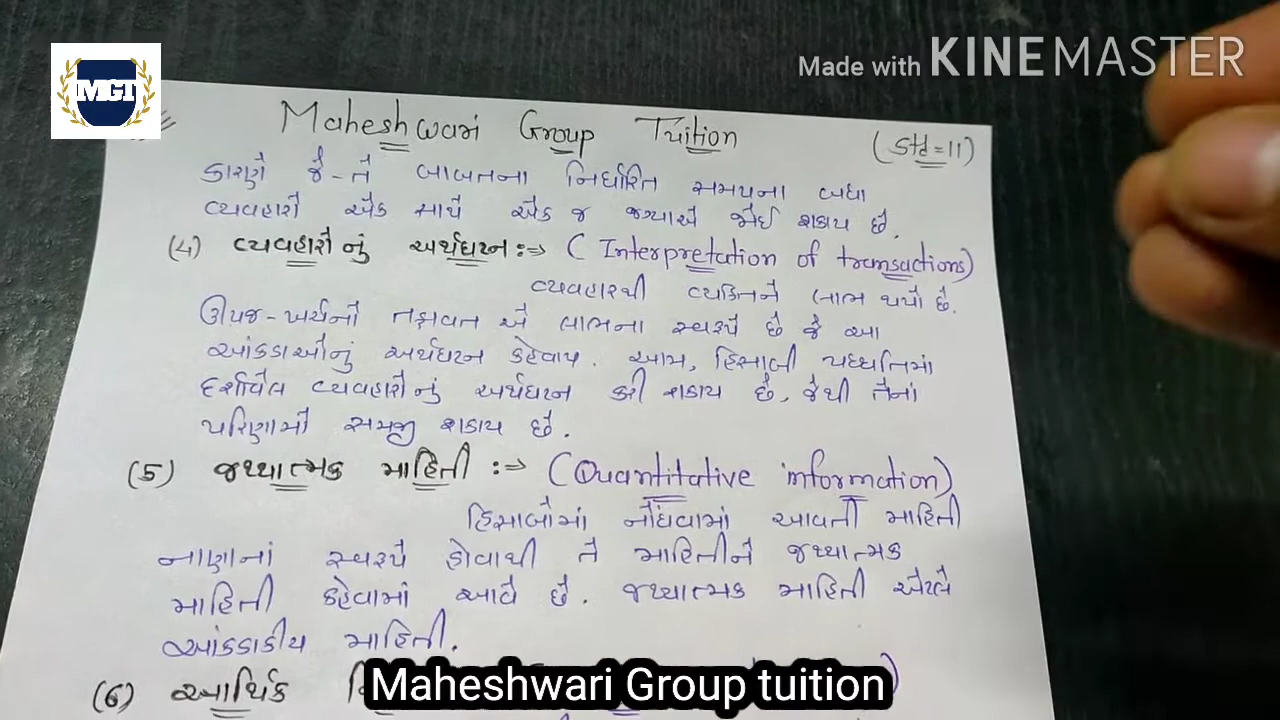 Made with KINEMASTER
MGI
Maheshwari Group Tuition (Std=11)
કારણે જે-તે બાબતના નિર્ધારિત સમયના બધા
વ્યવહારો એક સાથે એક જ જગ્યાએ જોઈ શકાય છે.
(4) વ્યવહારોનું અર્થઘટન :→ (Interpretation of transactions)
વ્યવહારથી વ્યક્તિને લાભ થયો છે.
ઊપજ-ખર્ચનો તફાવત એ લાભના સ્વરૂપે છે જે આ
આંકડાઓનું અર્થઘટન કહેવાય. આમ, હિસાબી પધ્ધતિમાં
દર્શાવેલ વ્યવહારોનું અર્થઘટન કરી શકાય છે, જેથી તેનાં
પરિણામો સમજી શકાય છે.
(5) જથ્થાત્મક માહિતી :→ (Quantitative information)
હિસાબોમાં નોંધવામાં આવતી માહિતી
નાણાનાં સ્વરૂપે હોવાથી તે માહિતીને જથ્થાત્મક
માહિતી કહેવામાં આવે છે. જથ્થાત્મક માહિતી એટલે
આંકડાકીય માહિતી.
(6) આર્થિક
Maheshwari Group tuition